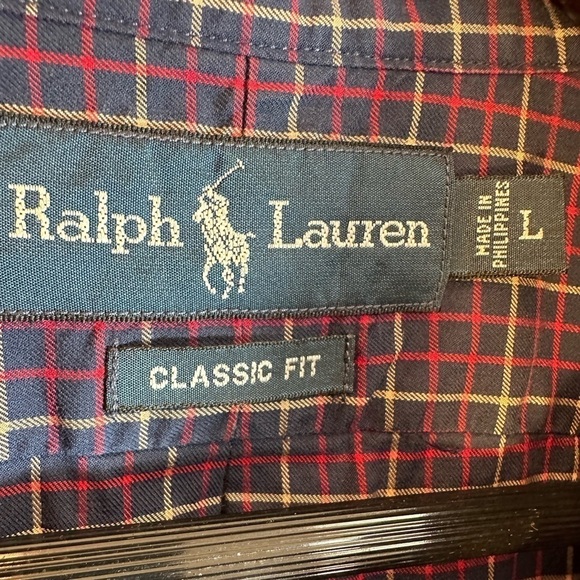 Ralph Lauren
MADE IN
PHILIPPINES
L
CLASSIC FIT